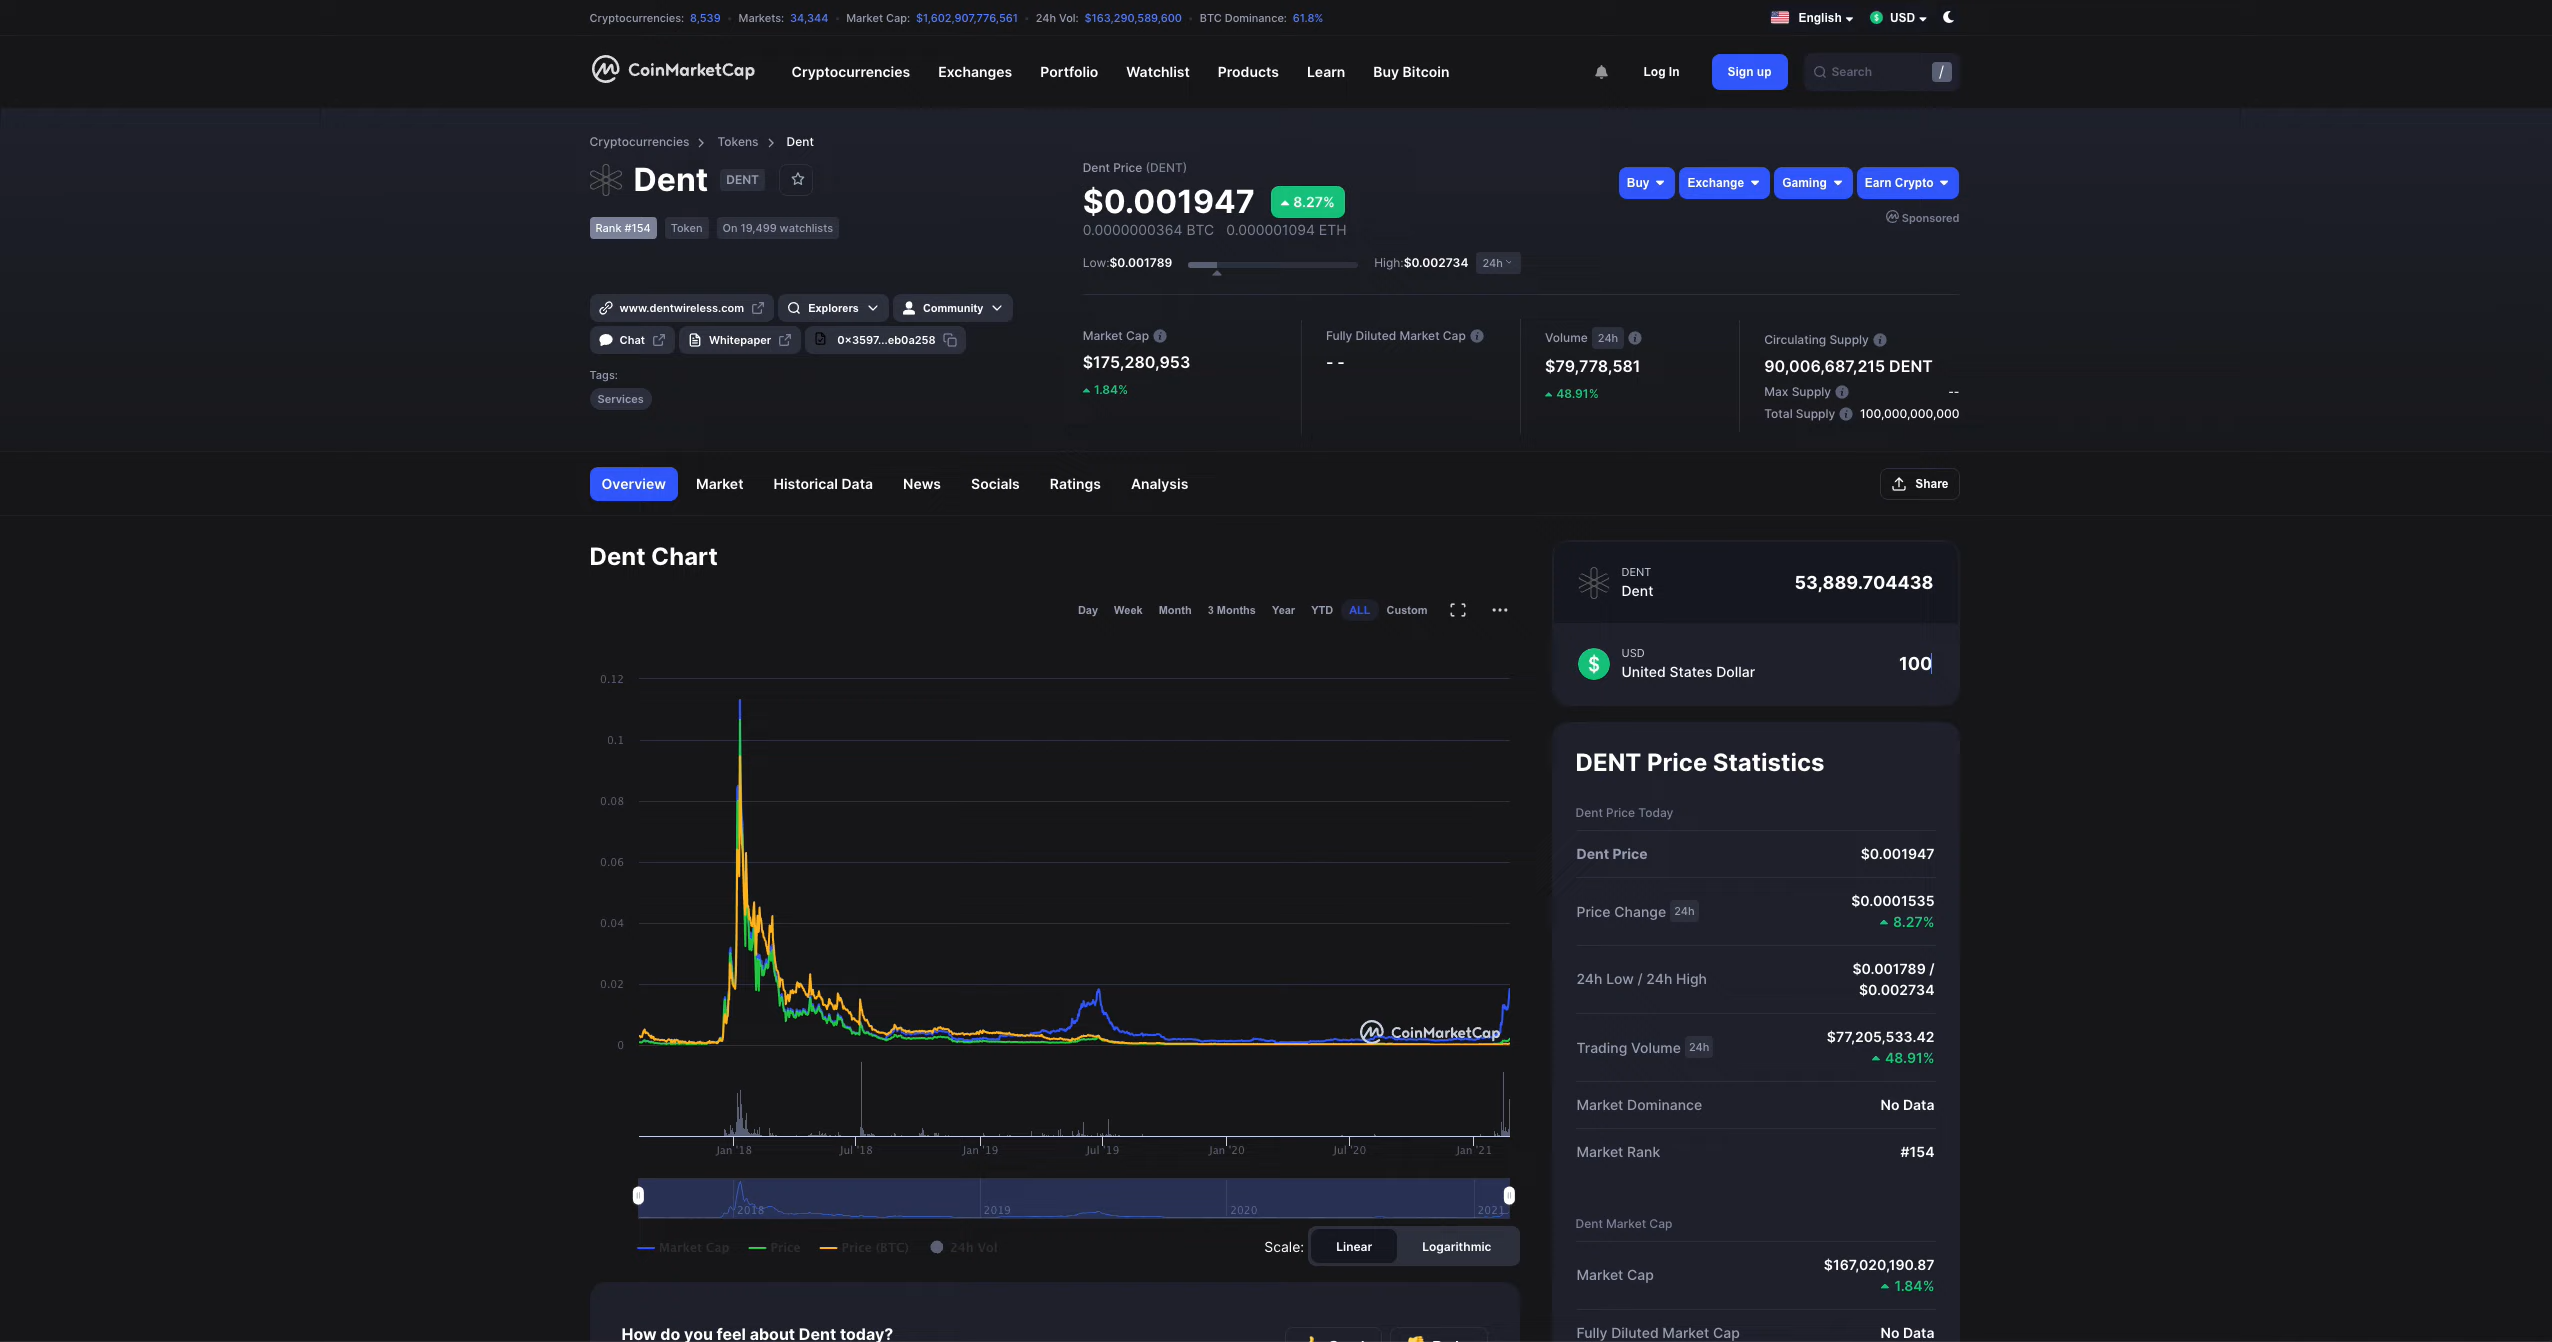 Cryptocurrencies: 8,539 Markets: 34,344 Market Cap: $1,602,907,776,561 24h Vol: $163,290,589,600 BTC Dominance: 61.8% English USD
CoinMarketCap Cryptocurrencies Exchanges Portfolio Watchlist Products Learn Buy Bitcoin Log In Sign up Search /
Cryptocurrencies Tokens Dent
Dent DENT
Rank #154 Token On 19,499 watchlists
www.dentwireless.com Explorers Community
Chat Whitepaper 0x3597...eb0a258
Tags:
Services
Dent Price (DENT)
$0.001947 8.27%
0.0000000364 BTC 0.000001094 ETH
Low:$0.001789 High:$0.002734 24h
Buy Exchange Gaming Earn Crypto
Sponsored
Market Cap
$175,280,953
1.84%
Fully Diluted Market Cap
- -
Volume 24h
$79,778,581
48.91%
Circulating Supply
90,006,687,215 DENT
Max Supply --
Total Supply 100,000,000,000
Overview Market Historical Data News Socials Ratings Analysis Share
Dent Chart
Day Week Month 3 Months Year YTD ALL Custom
0.12
0.1
0.08
0.06
0.04
0.02
0
CoinMarketCap
Jan '18 Jul '18 Jan '19 Jul '19 Jan '20 Jul '20 Jan '21
2018 2019 2020 2021
Market Cap Price Price (BTC) 24h Vol
Scale: Linear Logarithmic
How do you feel about Dent today?
DENT
Dent 53,889.704438
USD
United States Dollar 100
DENT Price Statistics
Dent Price Today
Dent Price $0.001947
Price Change 24h $0.0001535
8.27%
24h Low / 24h High $0.001789 /
$0.002734
Trading Volume 24h $77,205,533.42
48.91%
Market Dominance No Data
Market Rank #154
Dent Market Cap
Market Cap $167,020,190.87
1.84%
Fully Diluted Market Cap No Data